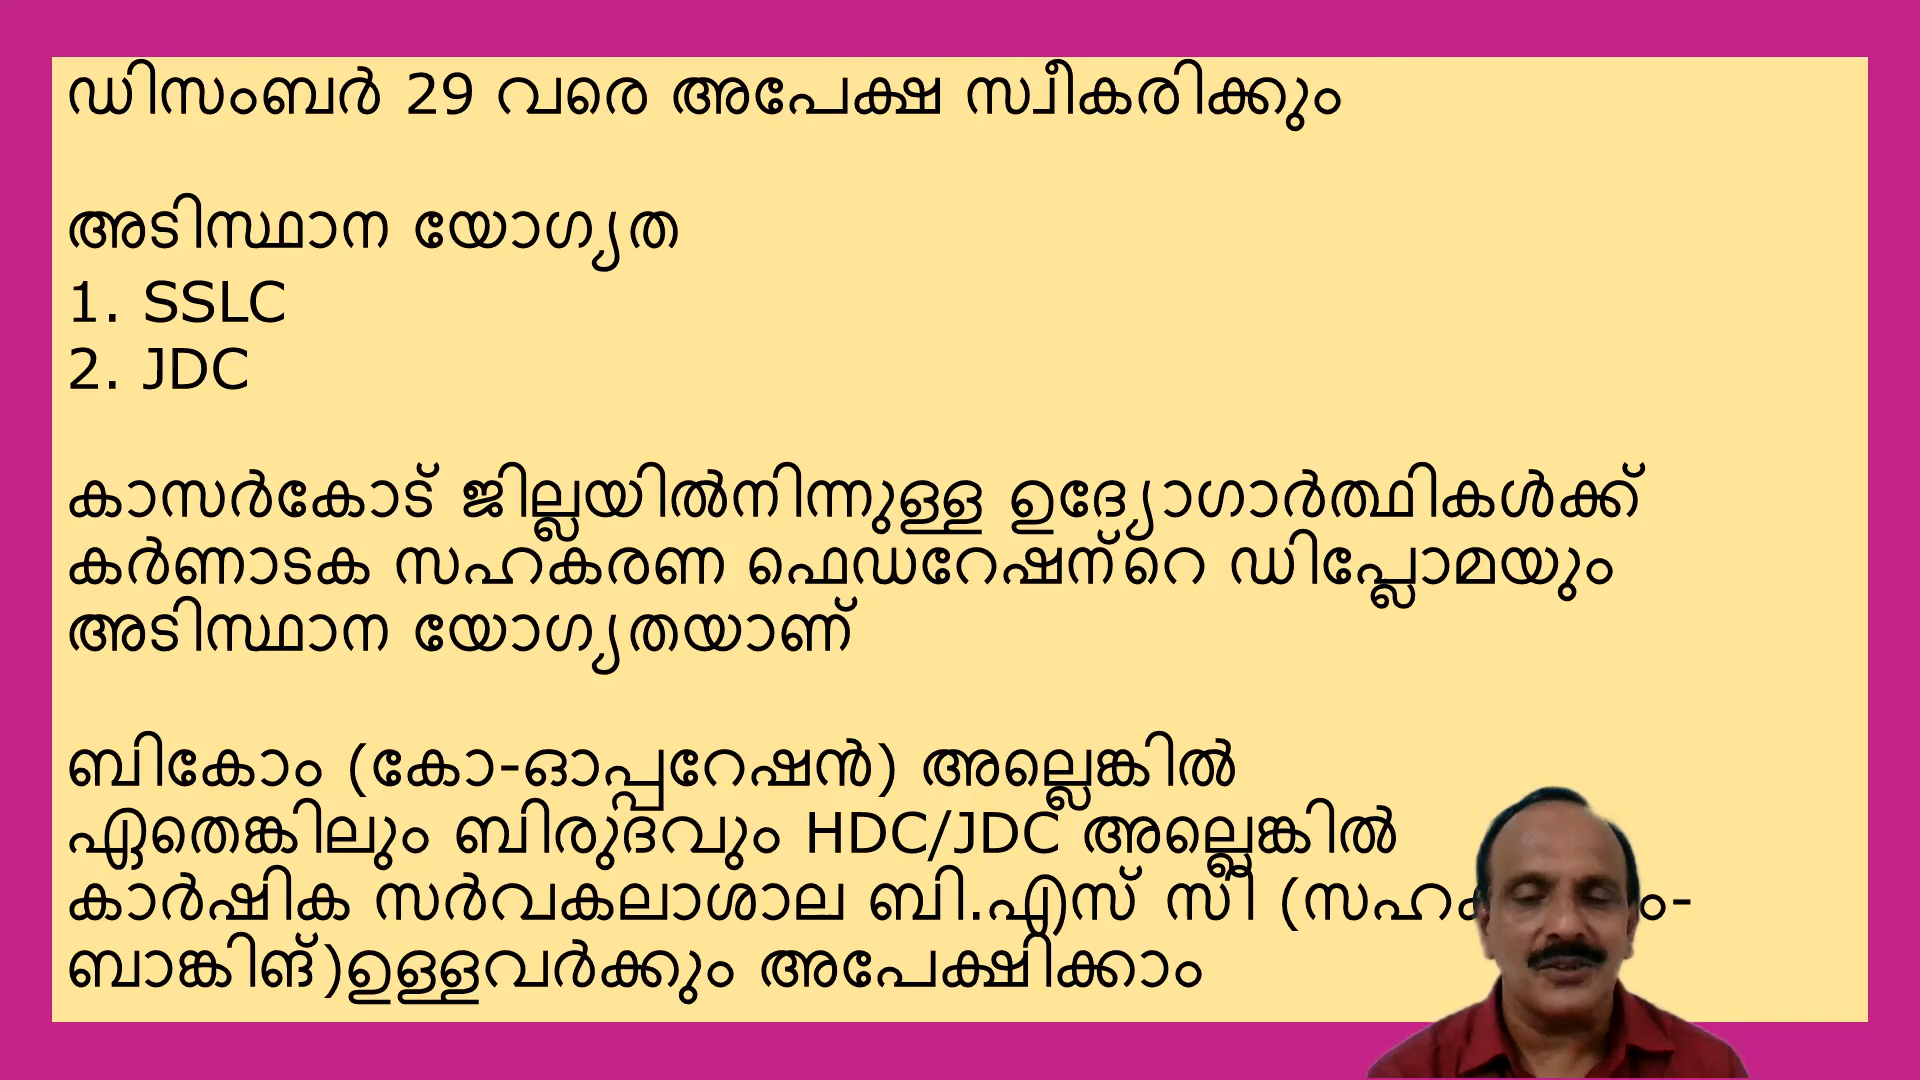 ഡിസംബർ 29 വരെ അപേക്ഷ സ്വീകരിക്കും
അടിസ്ഥാന യോഗ്യത
1. SSLC
2. JDC
കാസർകോട് ജില്ലയിൽനിന്നുള്ള ഉദ്യോഗാർത്ഥികൾക്ക്
കർണാടക സഹകരണ ഫെഡറേഷന്‍റെ ഡിപ്ലോമയും
അടിസ്ഥാന യോഗ്യതയാണ്
ബികോം (കോ-ഓപ്പറേഷൻ) അല്ലെങ്കിൽ
ഏതെങ്കിലും ബിരുദവും HDC/JDC അല്ലെങ്കിൽ
കാർഷിക സർവകലാശാല ബി.എസ് സി
ബാങ്കിങ്)ഉള്ളവർക്കും അപേക്ഷിക്കാം